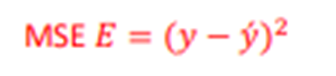 MSE E = (y − ý)²